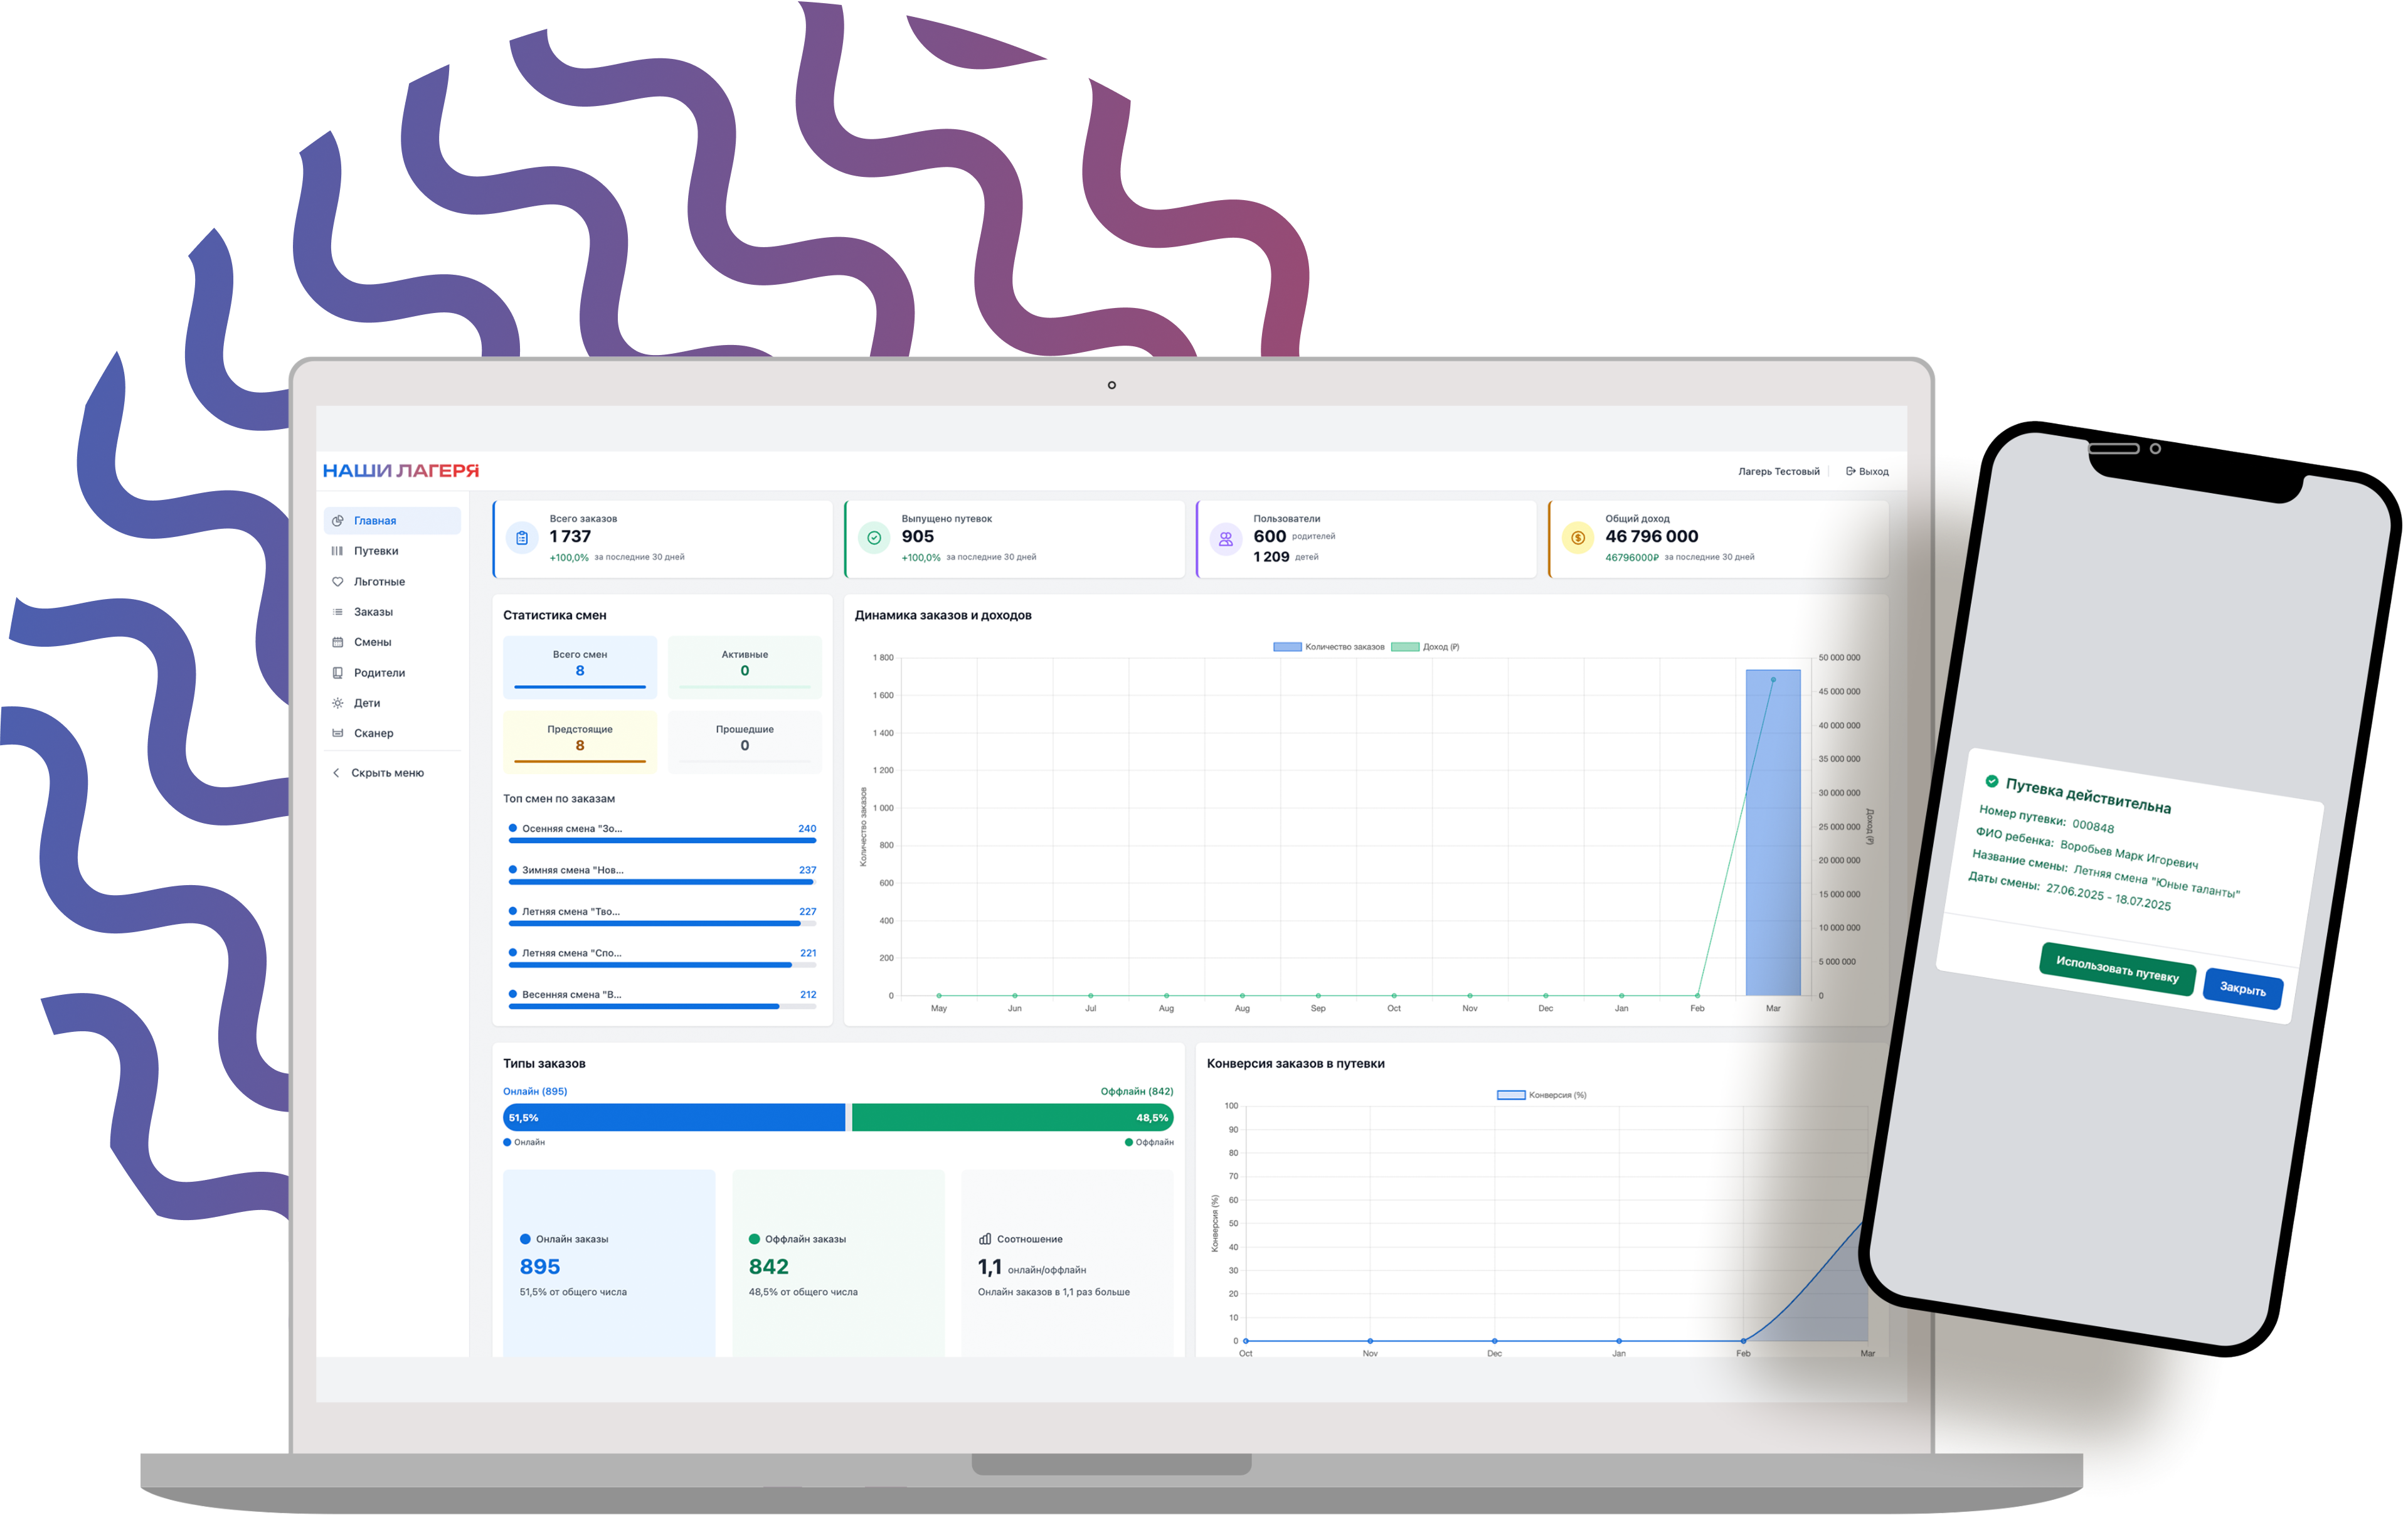 НАШИ ЛАГЕРЯ
Лагерь Тестовый
Выход
Главная
Путевки
Льготные
Заказы
Смены
Родители
Дети
Сканер
Скрыть меню
Всего заказов
1 737
+100,0% за последние 30 дней
Выпущено путевок
905
+100,0% за последние 30 дней
Пользователи
600 родителей
1 209 детей
Общий доход
46 796 000
46796000₽ за последние 30 дней
Статистика смен
Всего смен
8
Активные
0
Предстоящие
8
Прошедшие
0
Топ смен по заказам
Осенняя смена "Зо... 240
Зимняя смена "Нов... 237
Летняя смена "Тво... 227
Летняя смена "Спо... 221
Весенняя смена "В... 212
Динамика заказов и доходов
Количество заказов Доход (₽)
1 800
1 600
1 400
1 200
1 000
800
600
400
200
0
Количество заказов
50 000 000
45 000 000
40 000 000
35 000 000
30 000 000
25 000 000
20 000 000
15 000 000
10 000 000
5 000 000
0
Доход (₽)
May Jun Jul Aug Aug Sep Oct Nov Dec Jan Feb Mar
Типы заказов
Онлайн (895) Оффлайн (842)
51,5% 48,5%
Онлайн Оффлайн
Онлайн заказы
895
51,5% от общего числа
Оффлайн заказы
842
48,5% от общего числа
Соотношение
1,1 онлайн/оффлайн
Онлайн заказов в 1,1 раз больше
Конверсия заказов в путевки
Конверсия (%)
100
90
80
70
60
50
40
30
20
10
0
Конверсия (%)
Oct Nov Dec Jan Feb Mar
Путевка действительна
Номер путевки: 000848
ФИО ребенка: Воробьев Марк Игоревич
Название смены: Летняя смена "Юные таланты"
Даты смены: 27.06.2025 - 18.07.2025
Использовать путевку
Закрыть